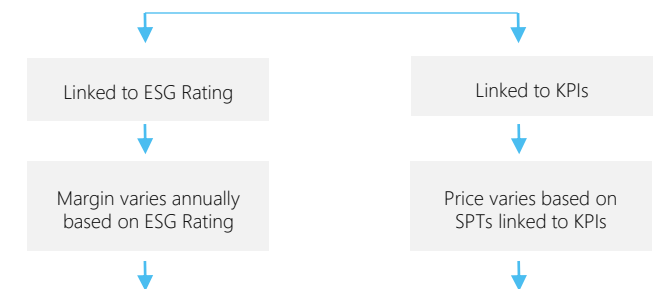 Linked to ESG Rating
Linked to KPIs
Margin varies annually
based on ESG Rating
Price varies based on
SPTs linked to KPIs